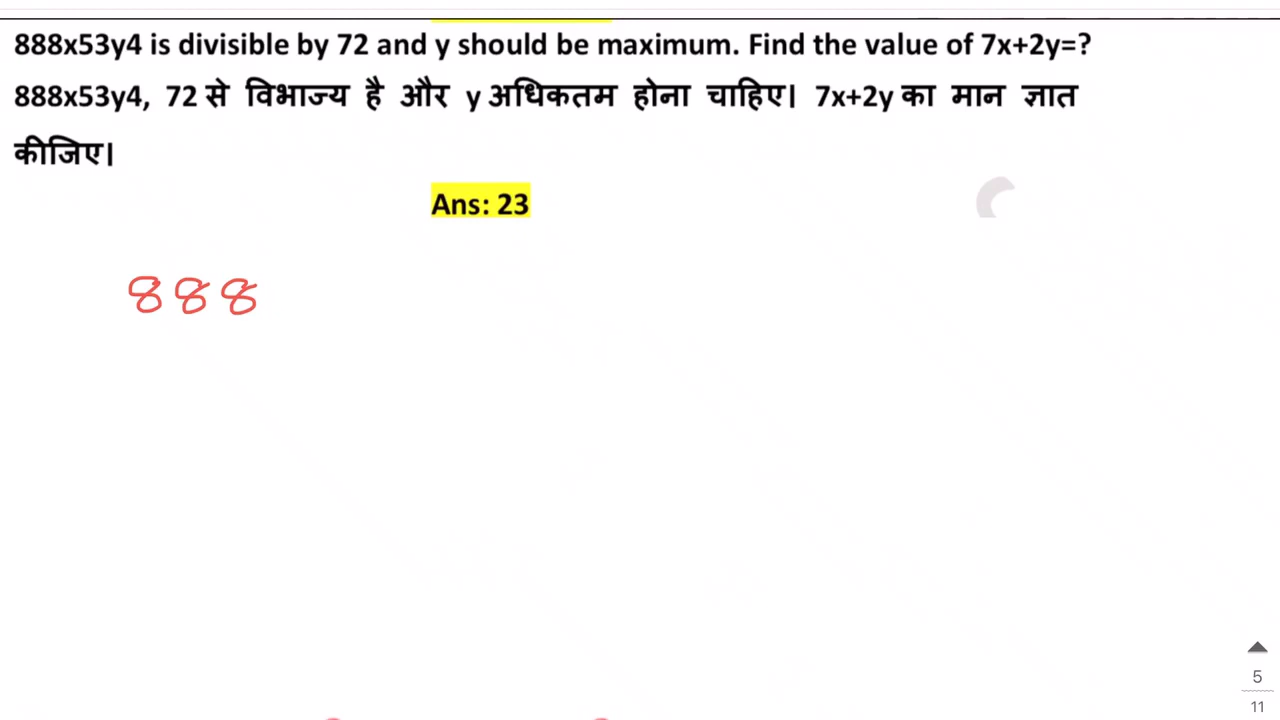 888x53y4 is divisible by 72 and y should be maximum. Find the value of 7x+2y=?
888x53y4, 72 से विभाज्य है और y अधिकतम होना चाहिए। 7x+2y का मान ज्ञात
कीजिए।
Ans: 23
888
5
11